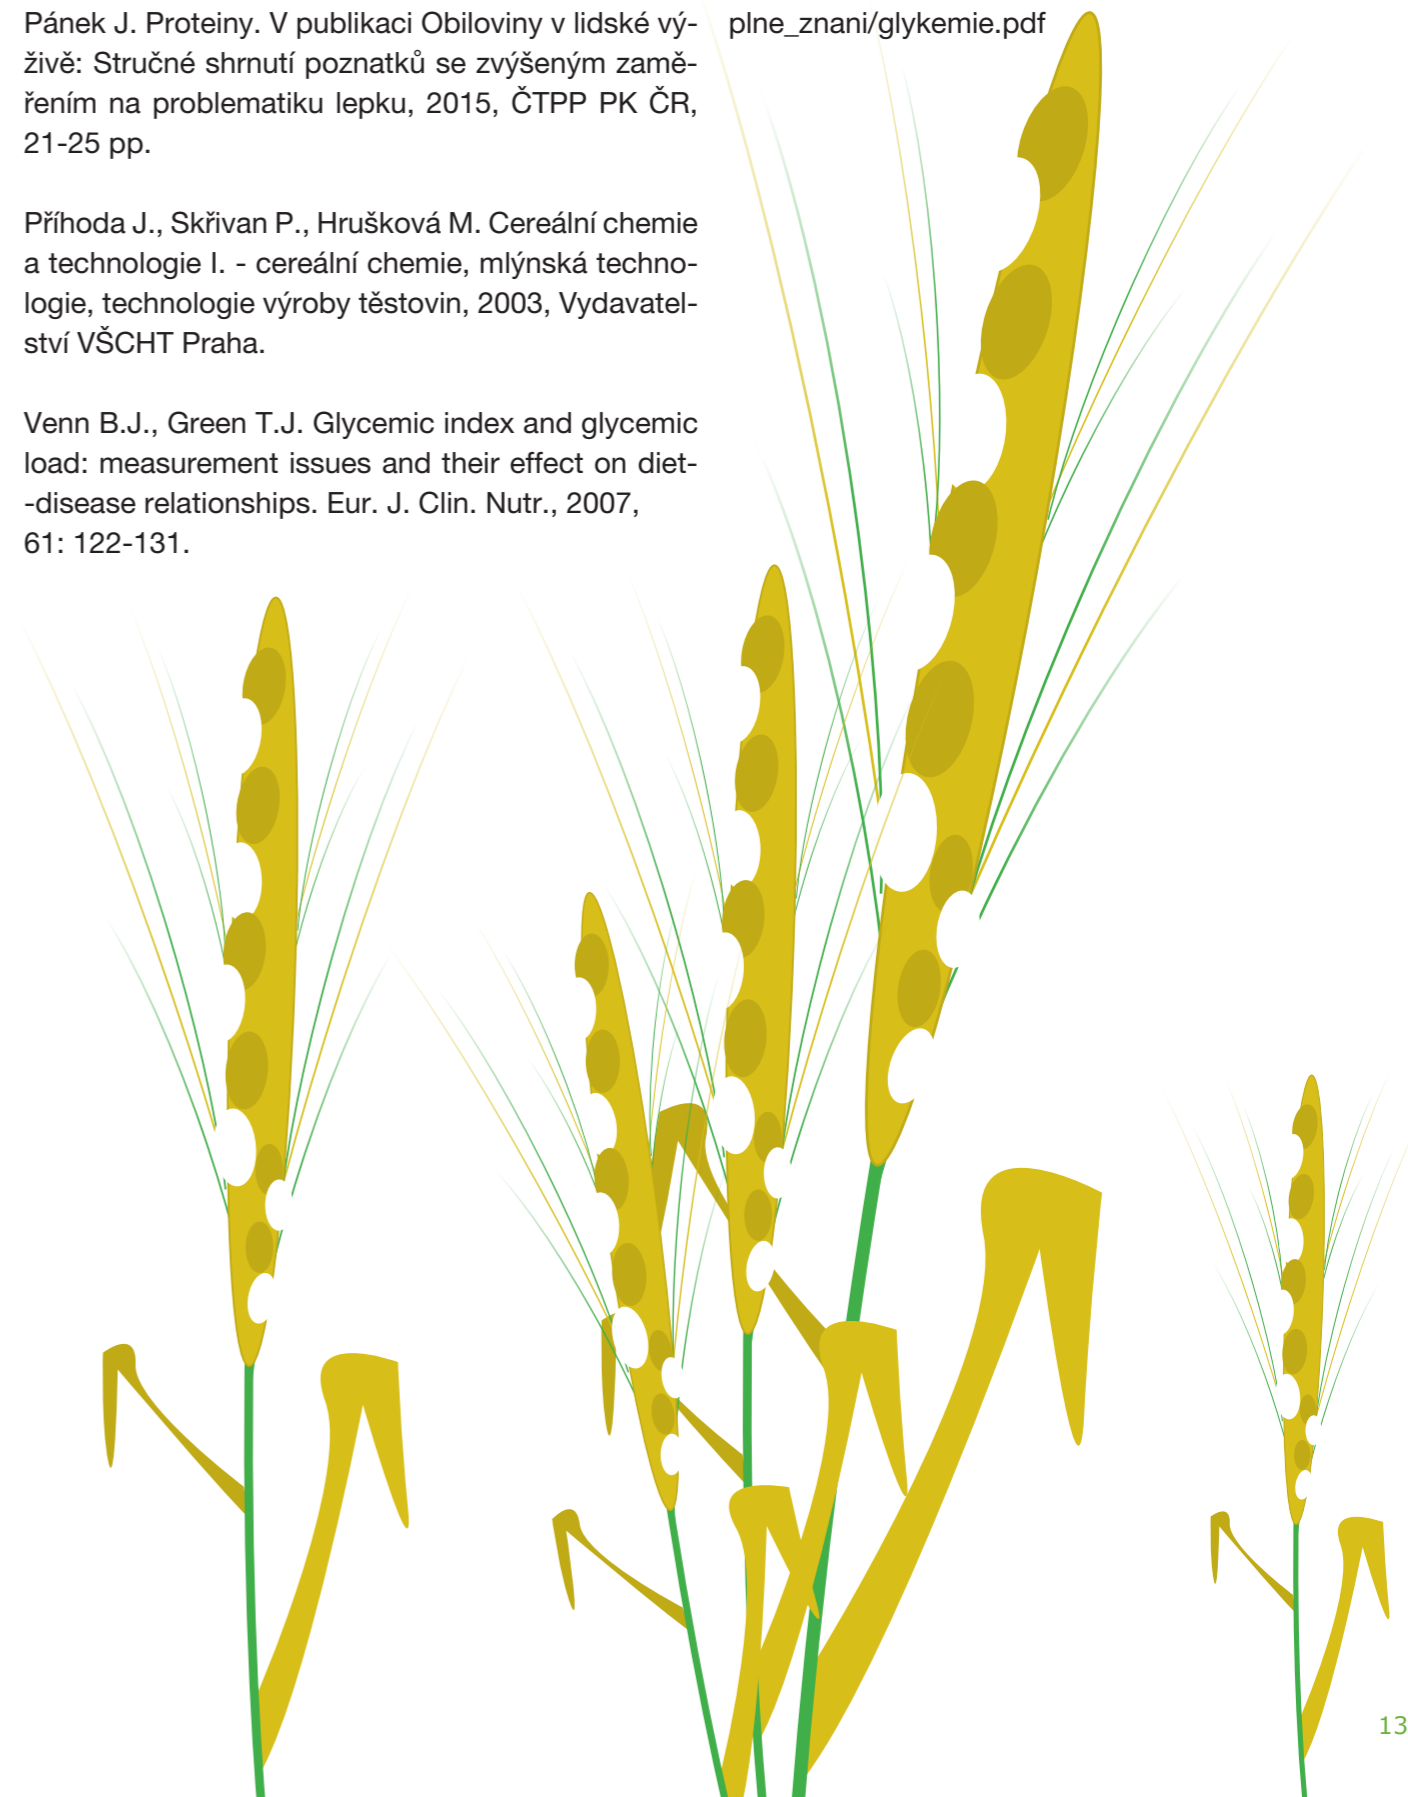 Pánek J. Proteiny. V publikaci Obiloviny v lidské vý-
živě: Stručné shrnutí poznatků se zvýšeným zamě-
řením na problematiku lepku, 2015, ČTPP PK ČR,
21-25 pp.
Příhoda J., Skřivan P., Hrušková M. Cereální chemie
a technologie I. - cereální chemie, mlýnská techno-
logie, technologie výroby těstovin, 2003, Vydavatel-
ství VŠCHT Praha.
Venn B.J., Green T.J. Glycemic index and glycemic
load: measurement issues and their effect on diet-
-disease relationships. Eur. J. Clin. Nutr., 2007,
61: 122-131.
plne_znani/glykemie.pdf
13